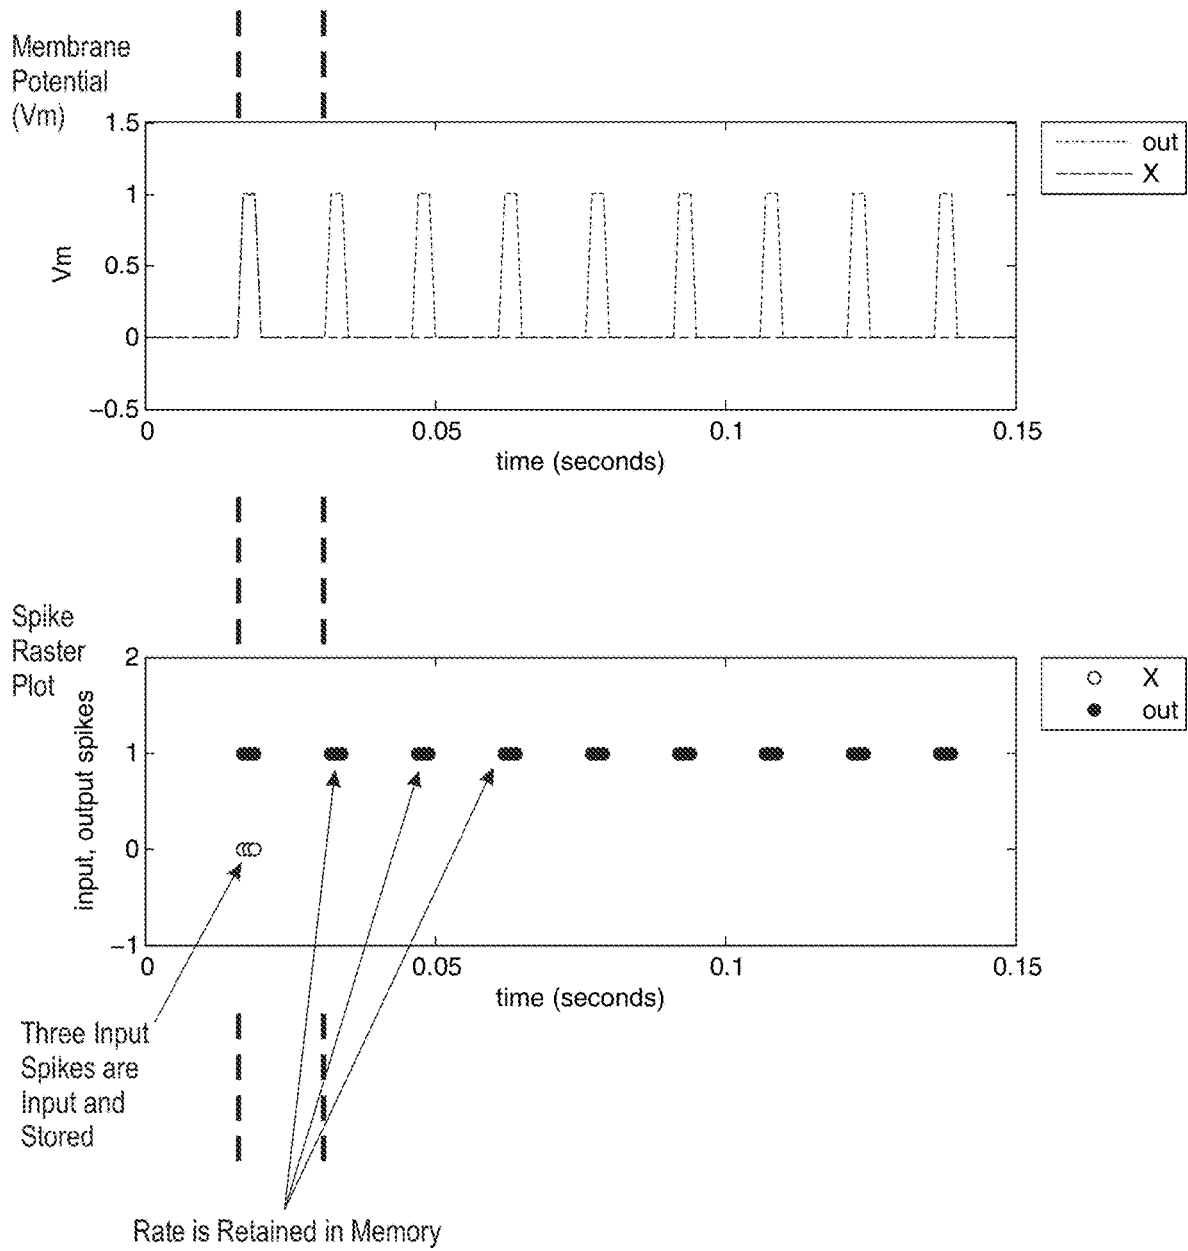 Membrane
Potential
(Vm)
1.5
1
0.5
0
−0.5
Vm
0
0.05
0.1
0.15
time (seconds)
out
X
Spike
Raster
Plot
2
1
0
−1
input, output spikes
0
0.05
0.1
0.15
time (seconds)
X
out
Three Input
Spikes are
Input and
Stored
Rate is Retained in Memory